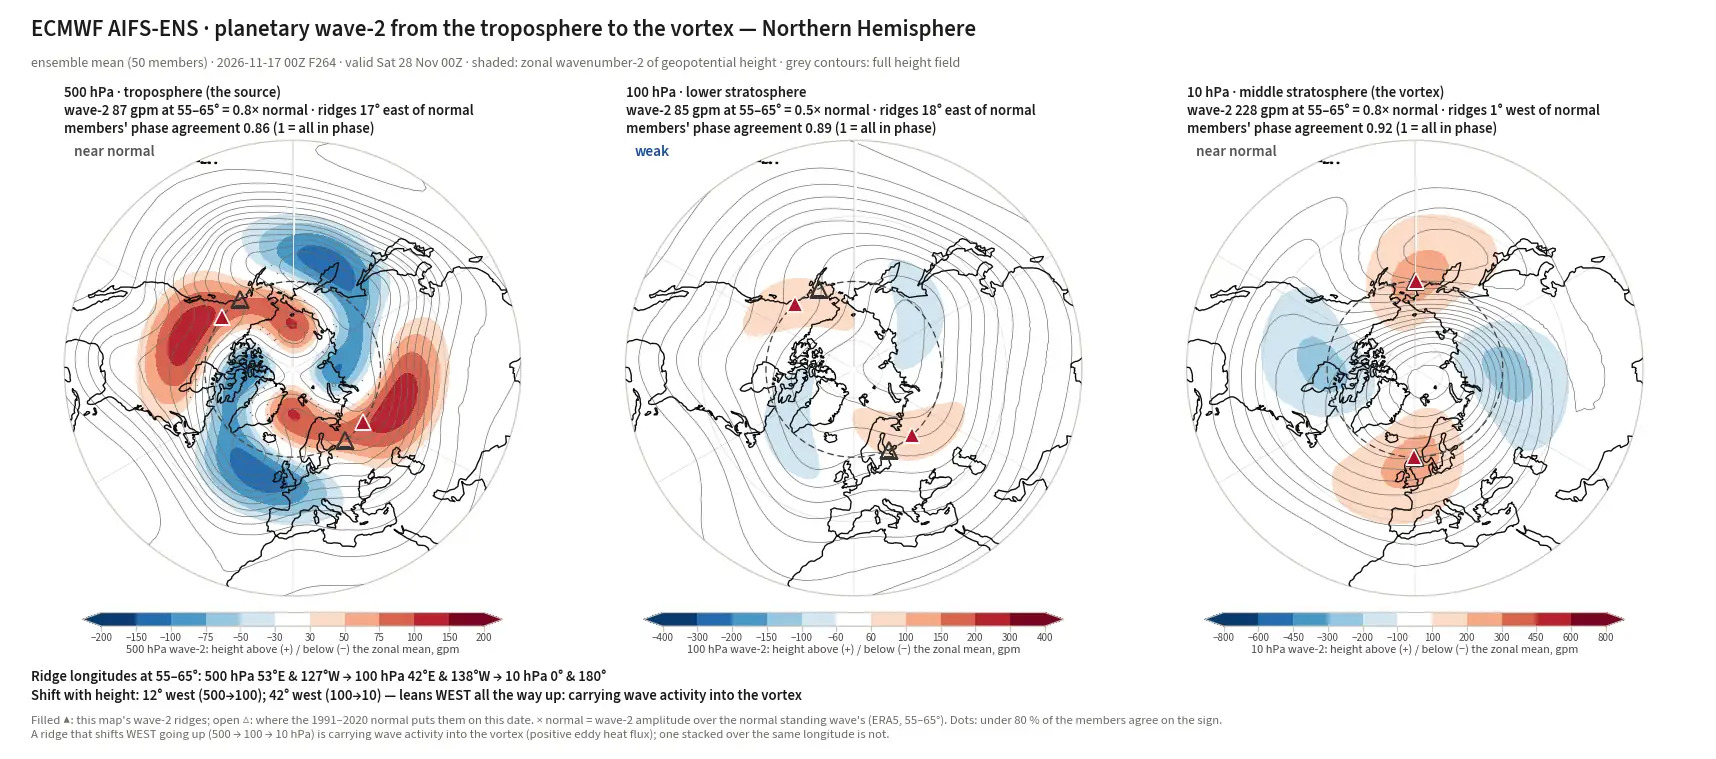 ECMWF AIFS-ENS · planetary wave-2 from the troposphere to the vortex — Northern Hemisphere
ensemble mean (50 members) · 2026-11-17 00Z F264 · valid Sat 28 Nov 00Z · shaded: zonal wavenumber-2 of geopotential height · grey contours: full height field
500 hPa · troposphere (the source)
wave-2 87 gpm at 55–65° = 0.8× normal · ridges 17° east of normal
members' phase agreement 0.86 (1 = all in phase)
near normal
100 hPa · lower stratosphere
wave-2 85 gpm at 55–65° = 0.5× normal · ridges 18° east of normal
members' phase agreement 0.89 (1 = all in phase)
weak
10 hPa · middle stratosphere (the vortex)
wave-2 228 gpm at 55–65° = 0.8× normal · ridges 1° west of normal
members' phase agreement 0.92 (1 = all in phase)
near normal
−200 −150 −100 −75 −50 −30 30 50 75 100 150 200
500 hPa wave-2: height above (+) / below (−) the zonal mean, gpm
−400 −300 −200 −150 −100 −60 60 100 150 200 300 400
100 hPa wave-2: height above (+) / below (−) the zonal mean, gpm
−800 −600 −450 −300 −200 −100 100 200 300 450 600 800
10 hPa wave-2: height above (+) / below (−) the zonal mean, gpm
Ridge longitudes at 55–65°: 500 hPa 53°E & 127°W → 100 hPa 42°E & 138°W → 10 hPa 0° & 180°
Shift with height: 12° west (500→100); 42° west (100→10) — leans WEST all the way up: carrying wave activity into the vortex
Filled ▲: this map's wave-2 ridges; open △: where the 1991–2020 normal puts them on this date. × normal = wave-2 amplitude over the normal standing wave's (ERA5, 55–65°). Dots: under 80 % of the members agree on the sign.
A ridge that shifts WEST going up (500 → 100 → 10 hPa) is carrying wave activity into the vortex (positive eddy heat flux); one stacked over the same longitude is not.